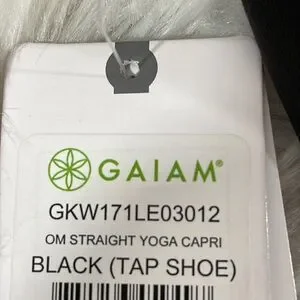 GAIAM®
GKW171LE03012
OM STRAIGHT YOGA CAPRI
BLACK (TAP SHOE)